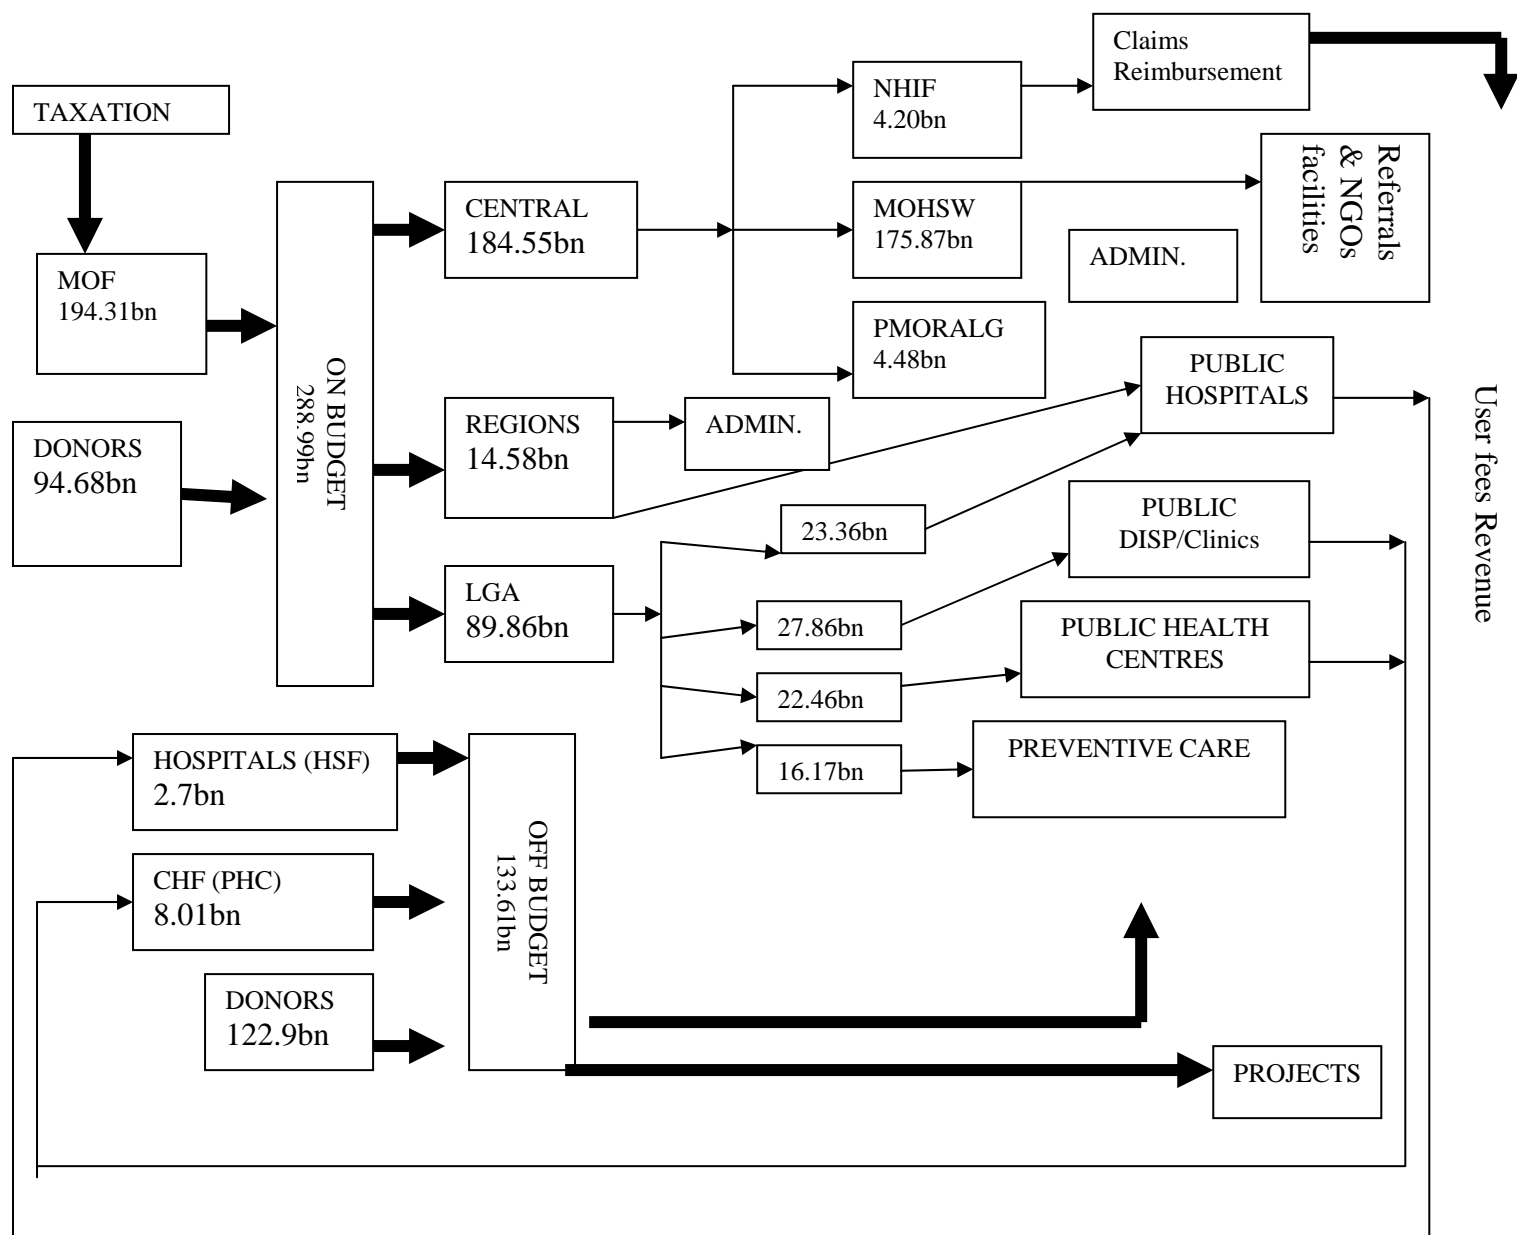 Claims
Reimbursement
NHIF
4.20bn
TAXATION
Referrals
& NGOs
facilities
CENTRAL
184.55bn
MOHSW
175.87bn
ADMIN.
MOF
194.31bn
PMORALG
4.48bn
PUBLIC
HOSPITALS
ON BUDGET
288.99bn
User fees Revenue
REGIONS
14.58bn
ADMIN.
DONORS
94.68bn
23.36bn
PUBLIC
DISP/Clinics
LGA
89.86bn
27.86bn
PUBLIC HEALTH
CENTRES
22.46bn
16.17bn
PREVENTIVE CARE
HOSPITALS (HSF)
2.7bn
OFF BUDGET
133.61bn
CHF (PHC)
8.01bn
DONORS
122.9bn
PROJECTS